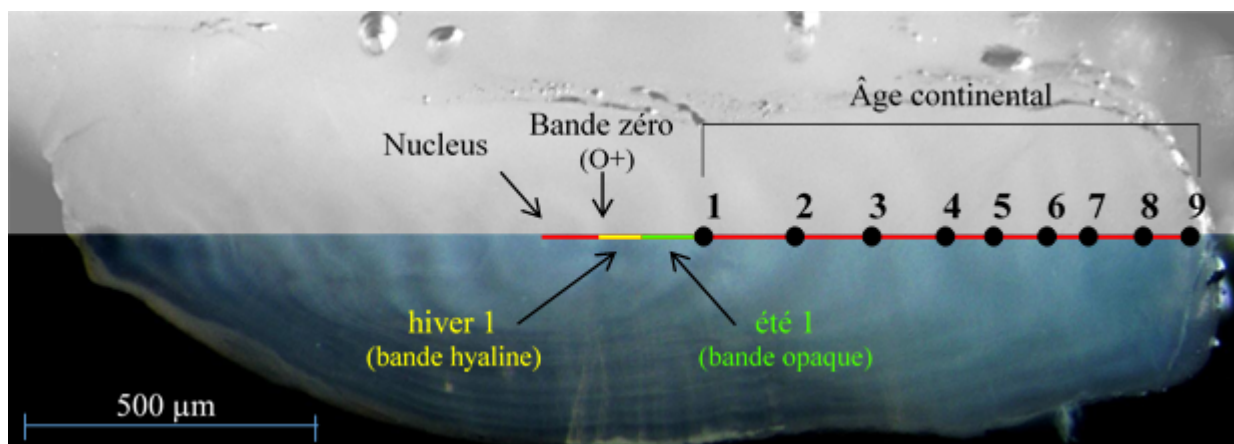 Âge continental
Bande zéro
(O+)
Nucleus
1 2 3 4 5 6 7 8 9
hiver 1
(bande hyaline)
été 1
(bande opaque)
500 µm